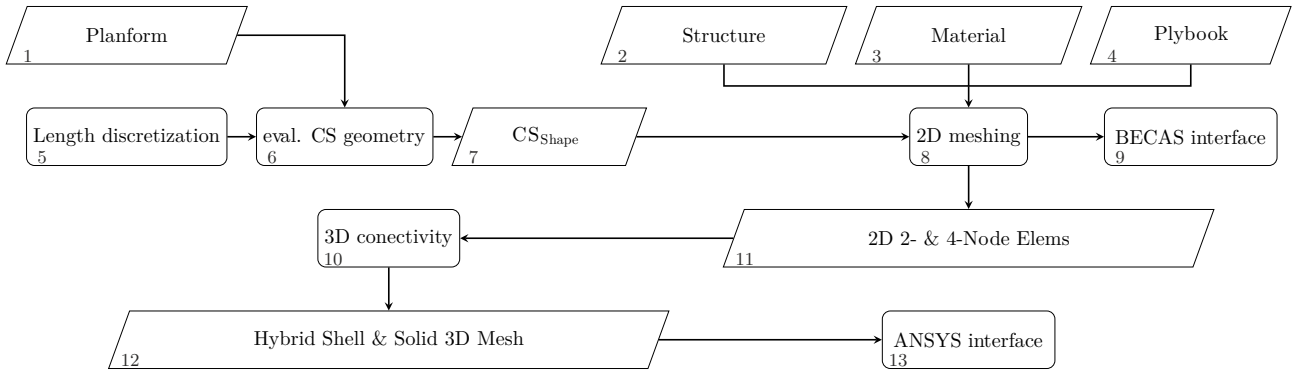 Planform
1
Structure
2
Material
3
Plybook
4
Length discretization
5
eval. CS geometry
6
CS_Shape
7
2D meshing
8
BECAS interface
9
3D conectivity
10
2D 2- & 4-Node Elems
11
Hybrid Shell & Solid 3D Mesh
12
ANSYS interface
13